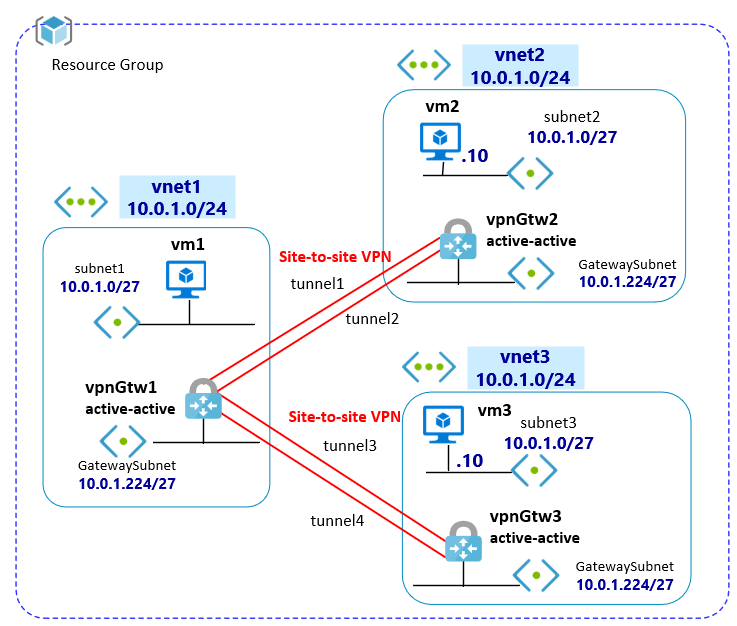 Resource Group
vnet2
10.0.1.0/24
vm2
.10
subnet2
10.0.1.0/27
vpnGtw2
active-active
GatewaySubnet
10.0.1.224/27
vnet1
10.0.1.0/24
vm1
subnet1
10.0.1.0/27
vpnGtw1
active-active
GatewaySubnet
10.0.1.224/27
Site-to-site VPN
tunnel1
tunnel2
Site-to-site VPN
tunnel3
tunnel4
vnet3
10.0.1.0/24
vm3
.10
subnet3
10.0.1.0/27
vpnGtw3
active-active
GatewaySubnet
10.0.1.224/27